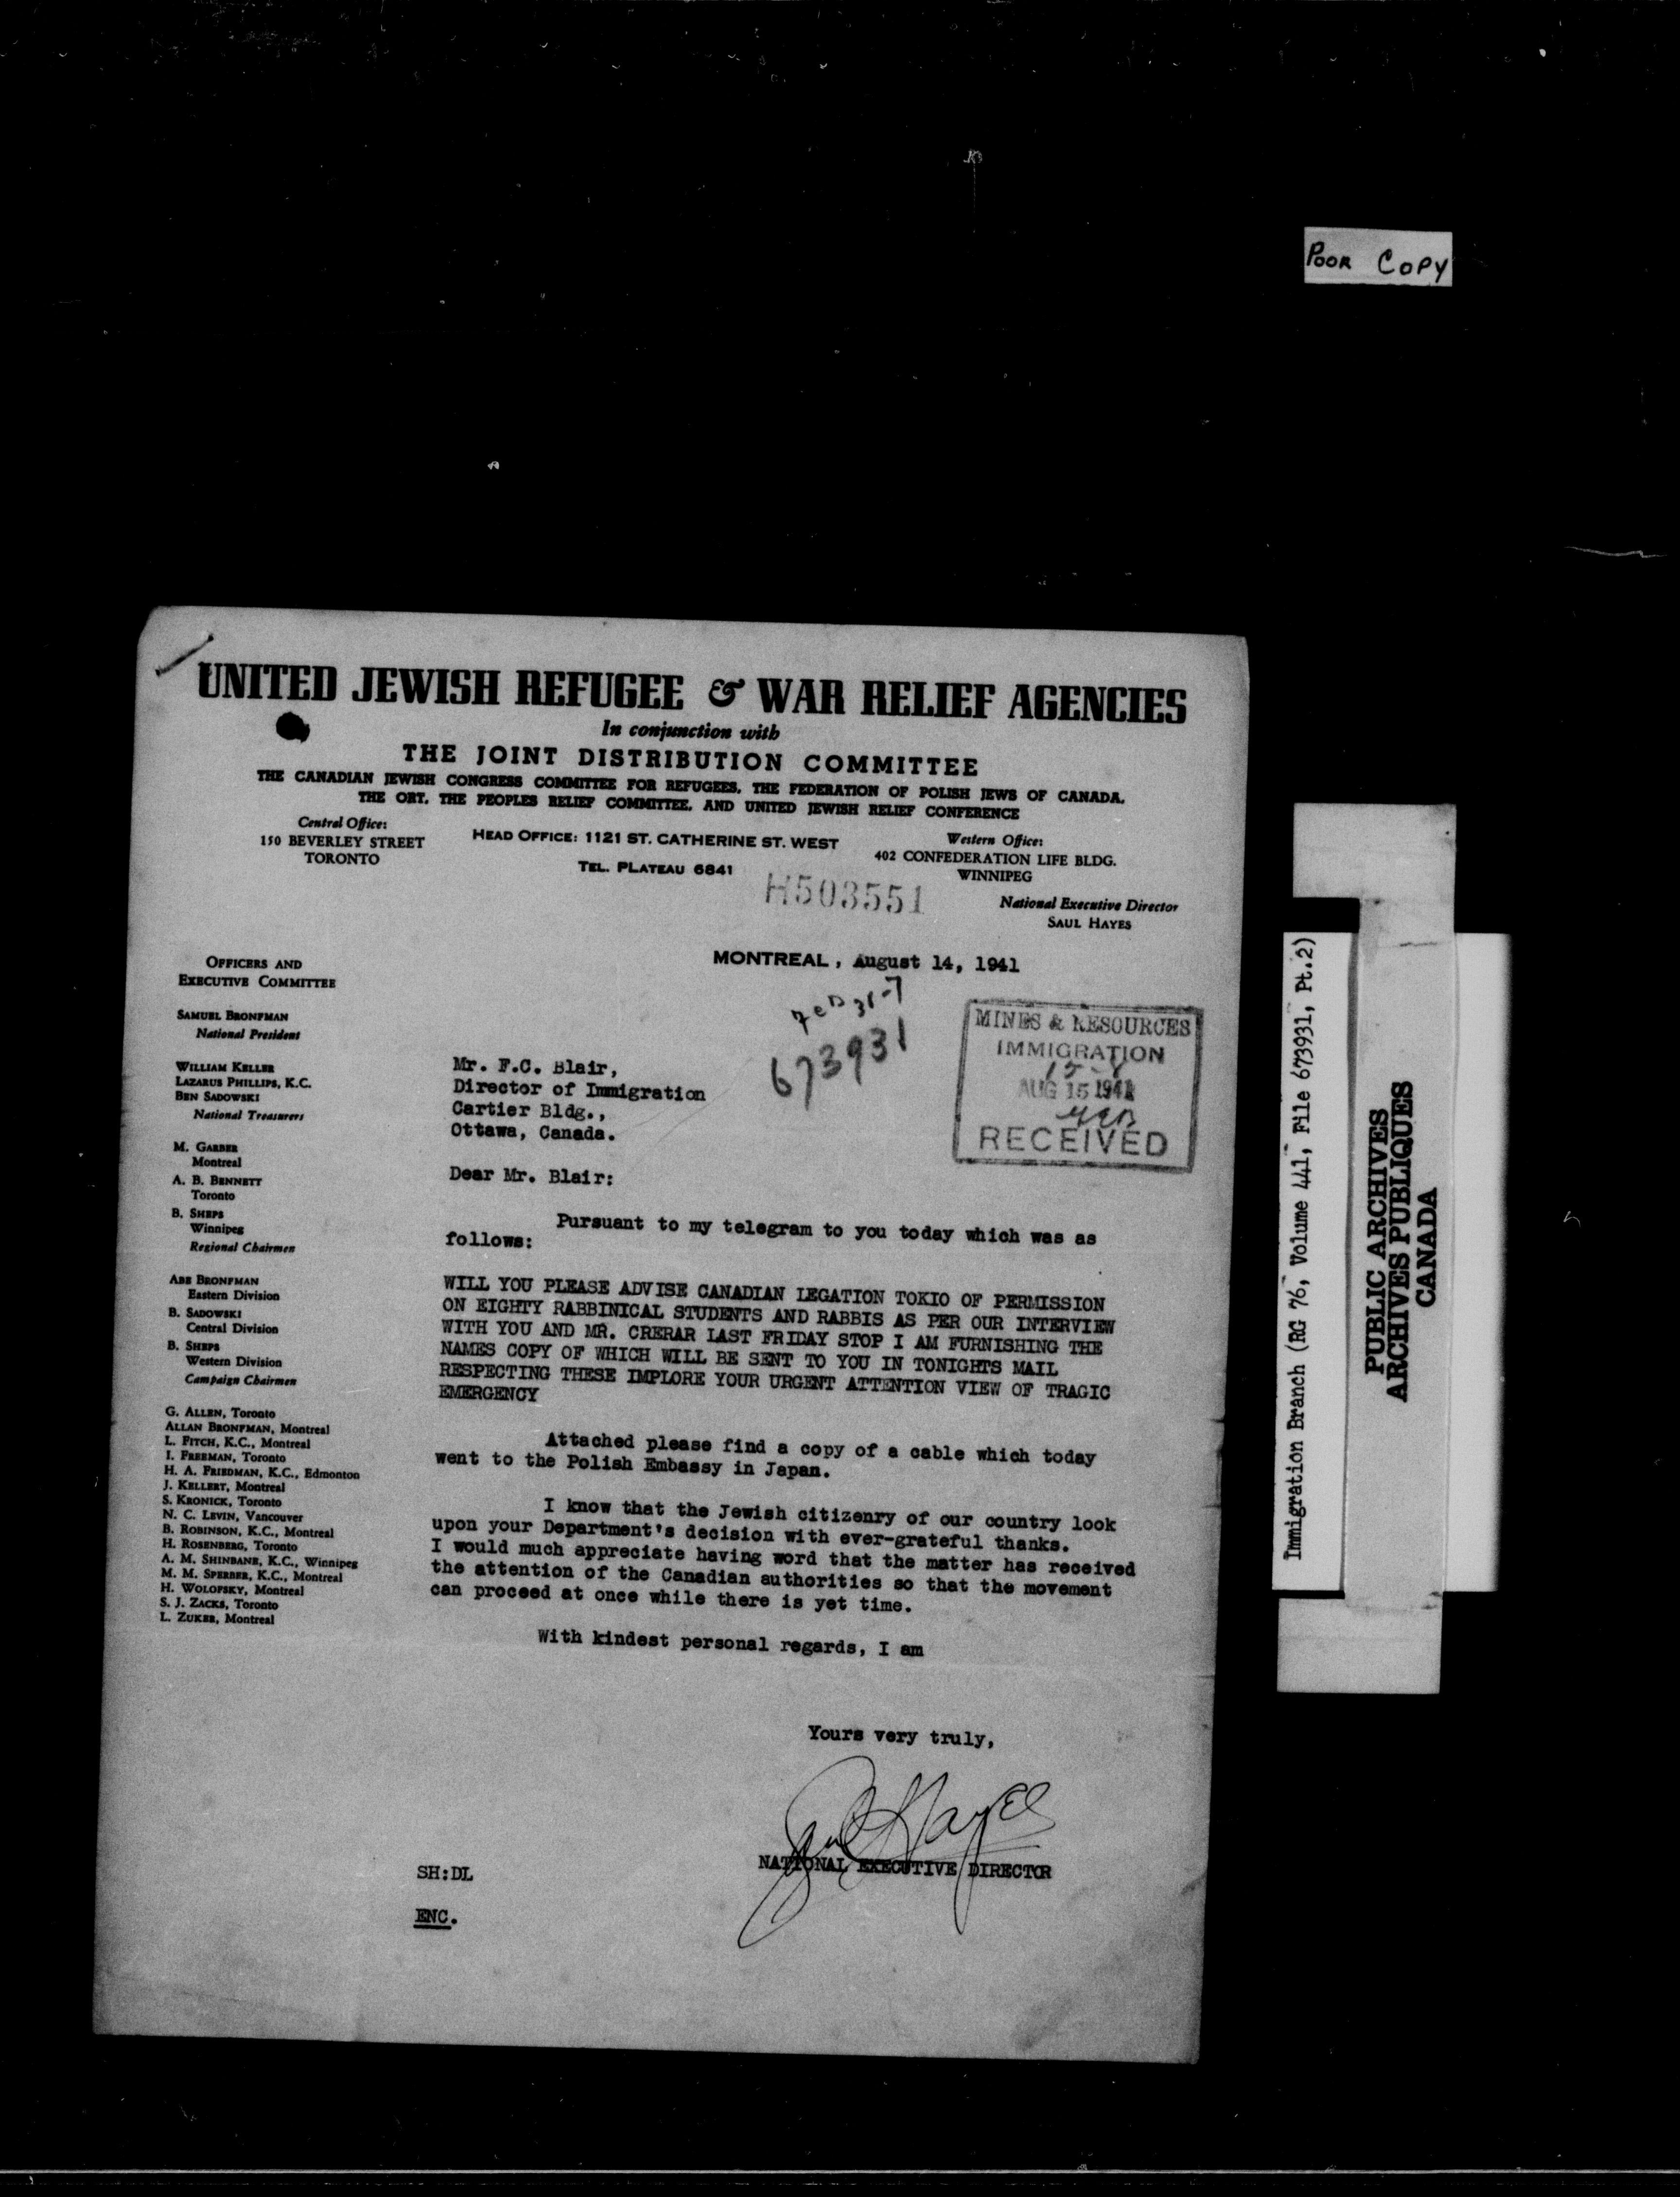 POOR COPY
UNITED JEWISH REFUGEE & WAR RELIEF AGENCIES
In conjunction with
THE JOINT DISTRIBUTION COMMITTEE
THE CANADIAN JEWISH CONGRESS COMMITTEE FOR REFUGEES, THE FEDERATION OF POLISH JEWS OF CANADA,
THE ORT, THE PEOPLES RELIEF COMMITTEE, AND UNITED JEWISH RELIEF CONFERENCE
Central Office:
150 BEVERLEY STREET
TORONTO
HEAD OFFICE: 1121 ST. CATHERINE ST. WEST
TEL. PLATEAU 6841
Western Office:
402 CONFEDERATION LIFE BLDG.
WINNIPEG
H503551
National Executive Director
SAUL HAYES
MONTREAL, August 14, 1941
673931
MINES & RESOURCES
IMMIGRATION
15-8
AUG 15 1941
RECEIVED
OFFICERS AND
EXECUTIVE COMMITTEE
SAMUEL BRONFMAN
National President
WILLIAM KELLER
LAZARUS PHILLIPS, K.C.
BEN SADOWSKI
National Treasurers
M. GARBER
Montreal
A. B. BENNETT
Toronto
B. SHEPS
Winnipeg
Regional Chairmen
ABE BRONFMAN
Eastern Division
B. SADOWSKI
Central Division
B. SHEPS
Western Division
Campaign Chairmen
G. ALLEN, Toronto
ALLAN BRONFMAN, Montreal
L. FITCH, K.C., Montreal
I. FREEMAN, Toronto
H. A. FRIEDMAN, K.C., Edmonton
J. KELLERT, Montreal
S. KRONICK, Toronto
N. C. LEVIN, Vancouver
B. ROBINSON, K.C., Montreal
H. ROSENBERG, Toronto
A. M. SHINBANE, K.C., Winnipeg
M. M. SPERBER, K.C., Montreal
H. WOLOFSKY, Montreal
S. J. ZACKS, Toronto
L. ZUKER, Montreal
Mr. F.C. Blair,
Director of Immigration
Cartier Bldg.,
Ottawa, Canada.
Dear Mr. Blair:
Pursuant to my telegram to you today which was as
follows:
WILL YOU PLEASE ADVISE CANADIAN LEGATION TOKIO OF PERMISSION
ON EIGHTY RABBINICAL STUDENTS AND RABBIS AS PER OUR INTERVIEW
WITH YOU AND MR. CRERAR LAST FRIDAY STOP I AM FURNISHING THE
NAMES COPY OF WHICH WILL BE SENT TO YOU IN TONIGHTS MAIL
RESPECTING THESE IMPLORE YOUR URGENT ATTENTION VIEW OF TRAGIC
EMERGENCY
Attached please find a copy of a cable which today
went to the Polish Embassy in Japan.
I know that the Jewish citizenry of our country look
upon your Department's decision with ever-grateful thanks.
I would much appreciate having word that the matter has received
the attention of the Canadian authorities so that the movement
can proceed at once while there is yet time.
With kindest personal regards, I am
Yours very truly,
Saul Hayes
NATIONAL EXECUTIVE DIRECTOR
SH:DL
ENC.
Immigration Branch (RG 76, Volume 441, File 673931, Pt.2)
PUBLIC ARCHIVES
ARCHIVES PUBLIQUES
CANADA